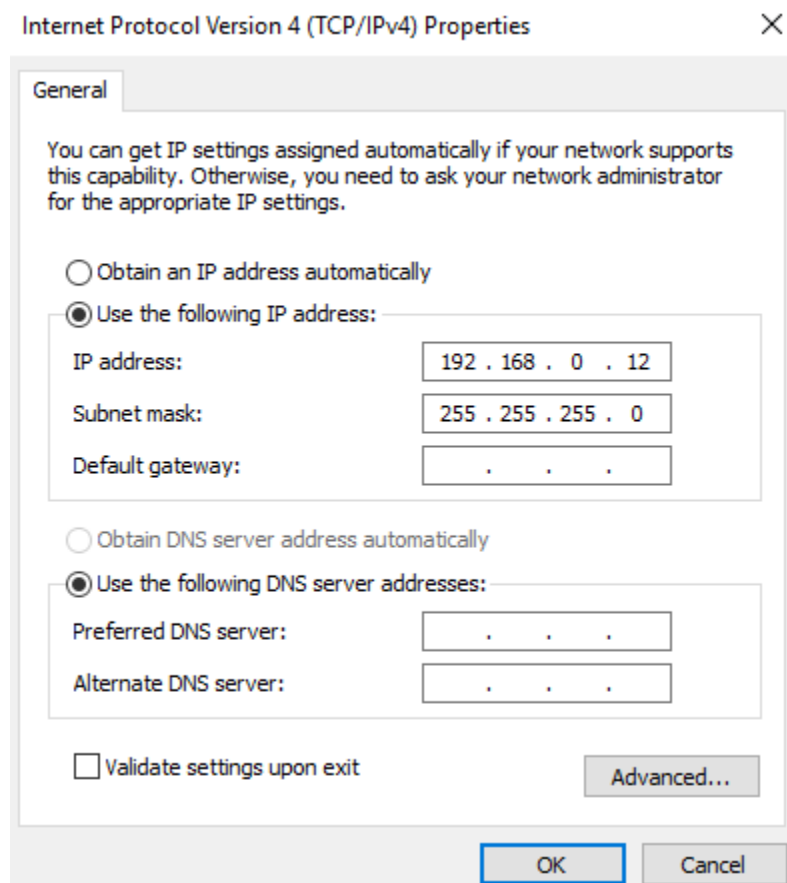 Internet Protocol Version 4 (TCP/IPv4) Properties
General
You can get IP settings assigned automatically if your network supports
this capability. Otherwise, you need to ask your network administrator
for the appropriate IP settings.
Obtain an IP address automatically
Use the following IP address:
IP address: 192 . 168 . 0 . 12
Subnet mask: 255 . 255 . 255 . 0
Default gateway: . . .
Obtain DNS server address automatically
Use the following DNS server addresses:
Preferred DNS server: . . .
Alternate DNS server: . . .
Validate settings upon exit
Advanced...
OK Cancel